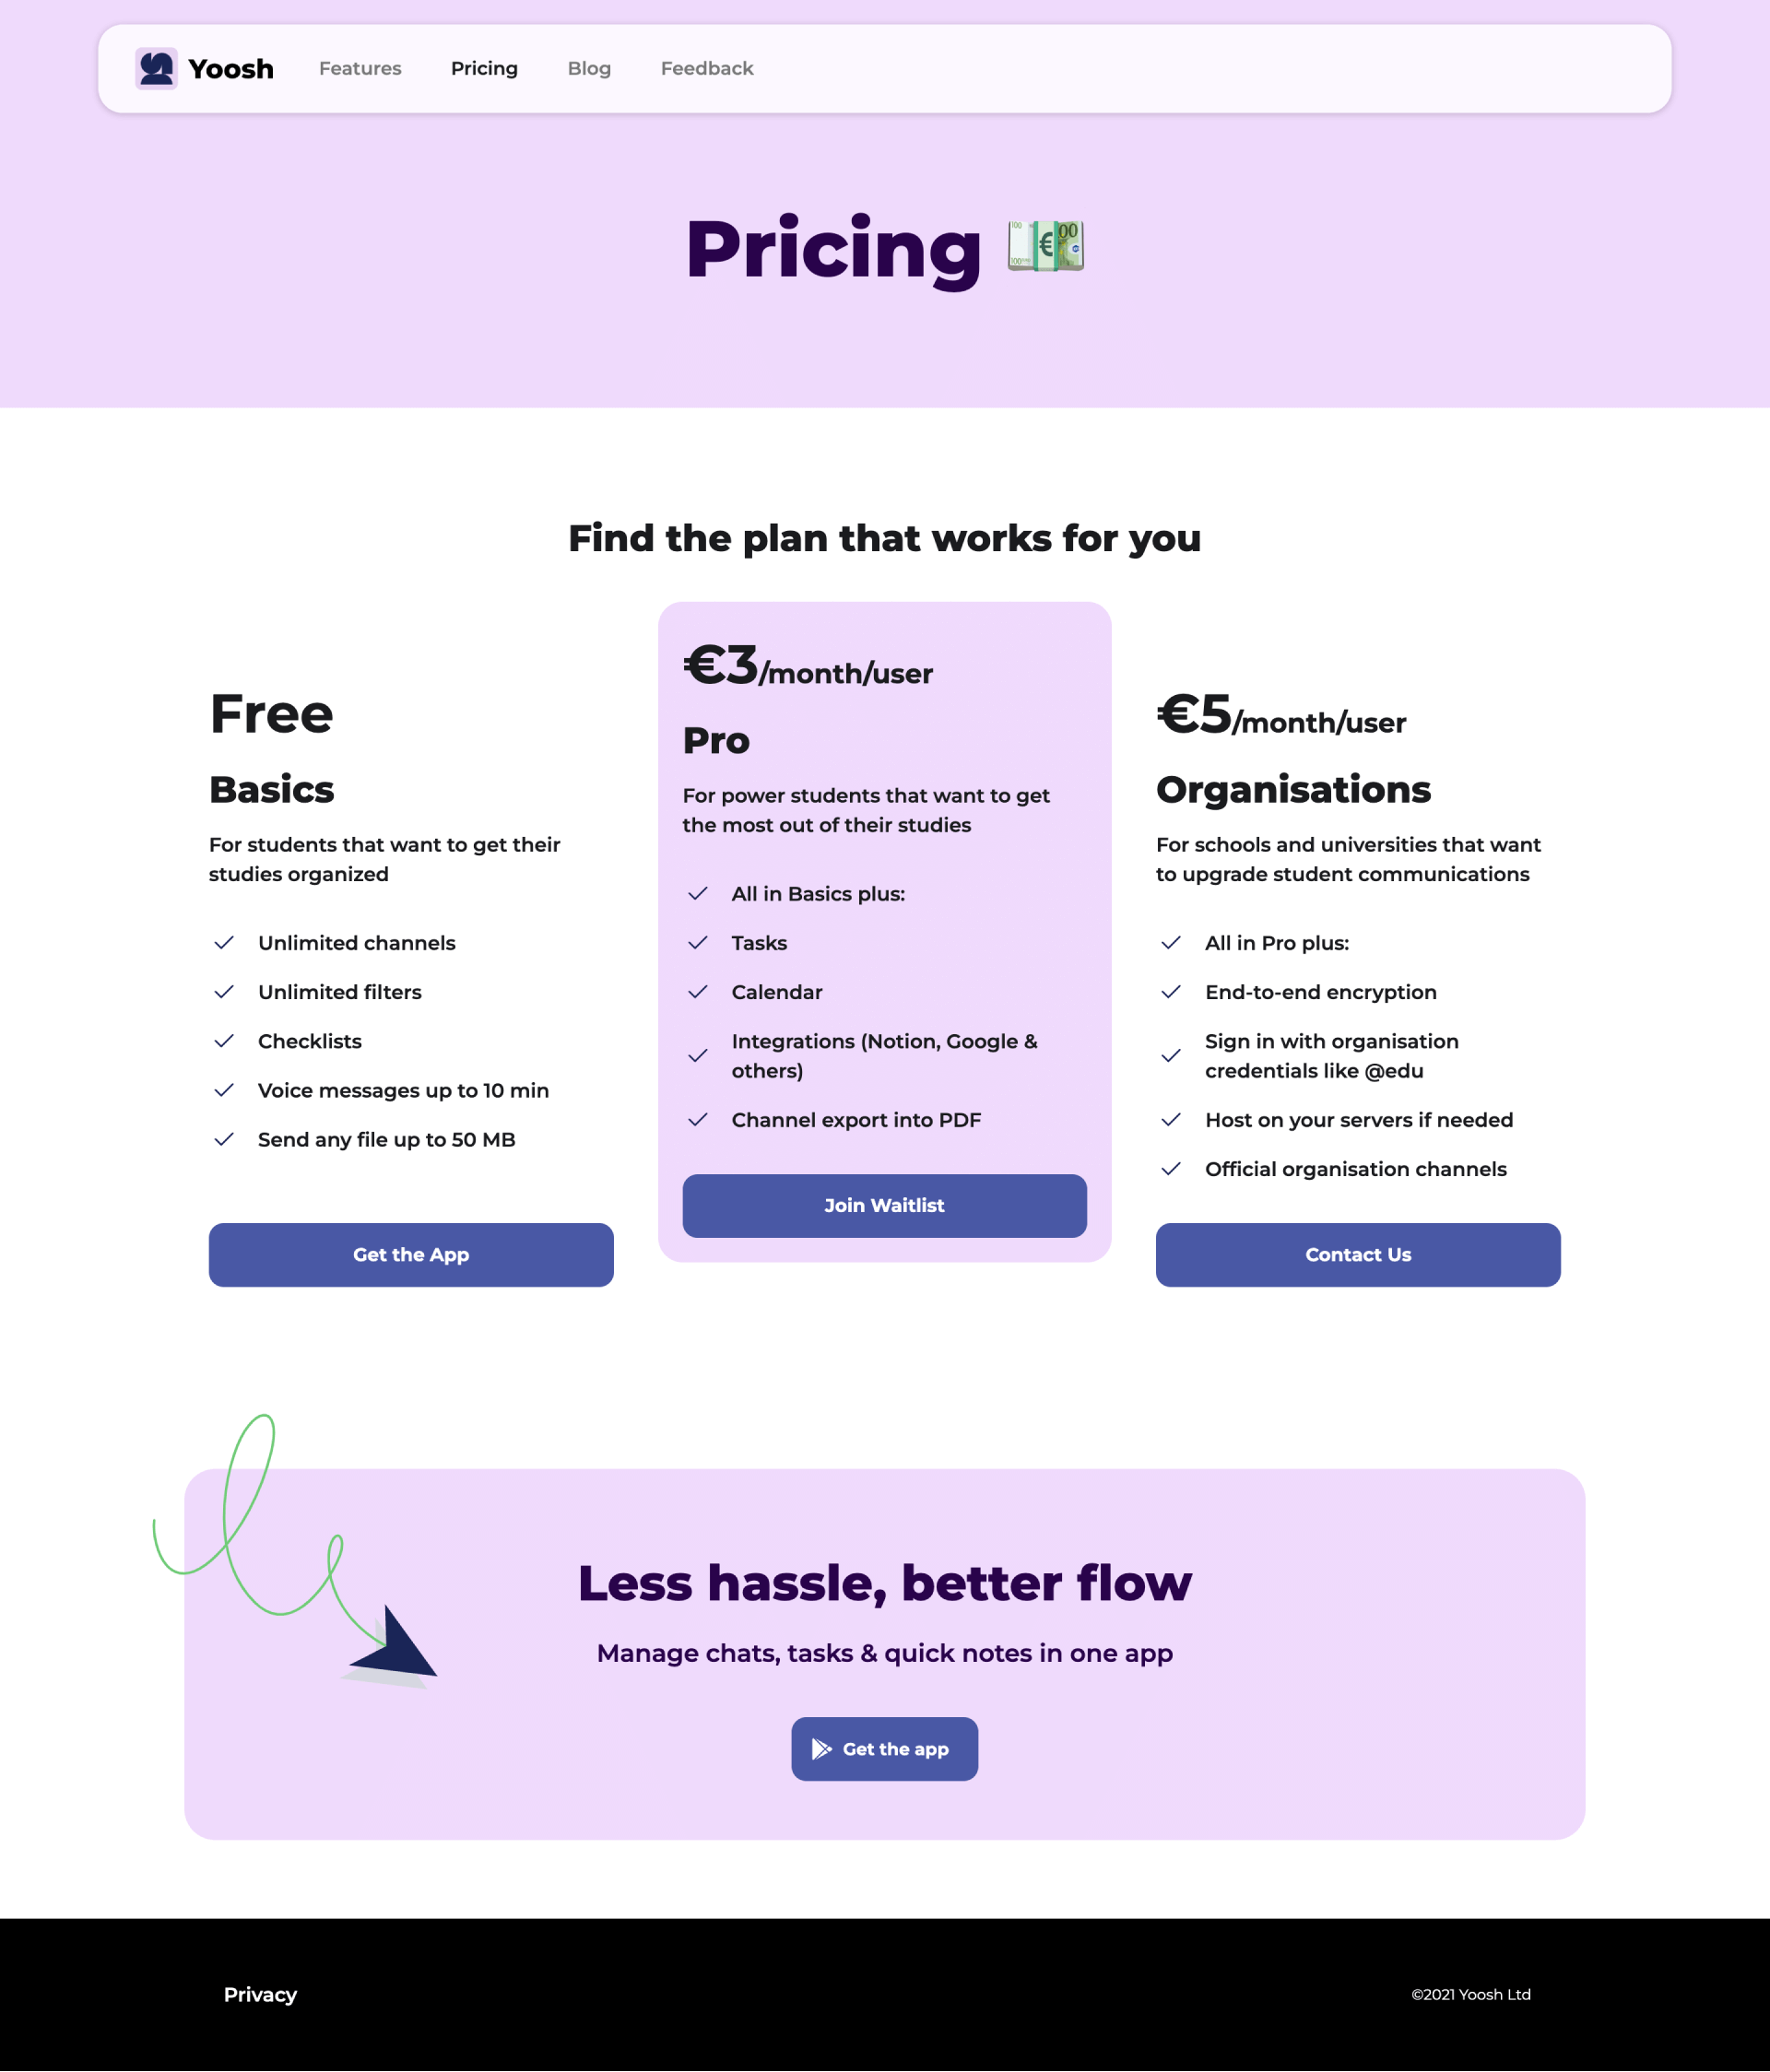 Yoosh
Features
Pricing
Blog
Feedback
Pricing
Find the plan that works for you
Free
Basics
For students that want to get their
studies organized
Unlimited channels
Unlimited filters
Checklists
Voice messages up to 10 min
Send any file up to 50 MB
Get the App
€3/month/user
Pro
For power students that want to get
the most out of their studies
All in Basics plus:
Tasks
Calendar
Integrations (Notion, Google &
others)
Channel export into PDF
Join Waitlist
€5/month/user
Organisations
For schools and universities that want
to upgrade student communications
All in Pro plus:
End-to-end encryption
Sign in with organisation
credentials like @edu
Host on your servers if needed
Official organisation channels
Contact Us
Less hassle, better flow
Manage chats, tasks & quick notes in one app
Get the app
Privacy
©2021 Yoosh Ltd